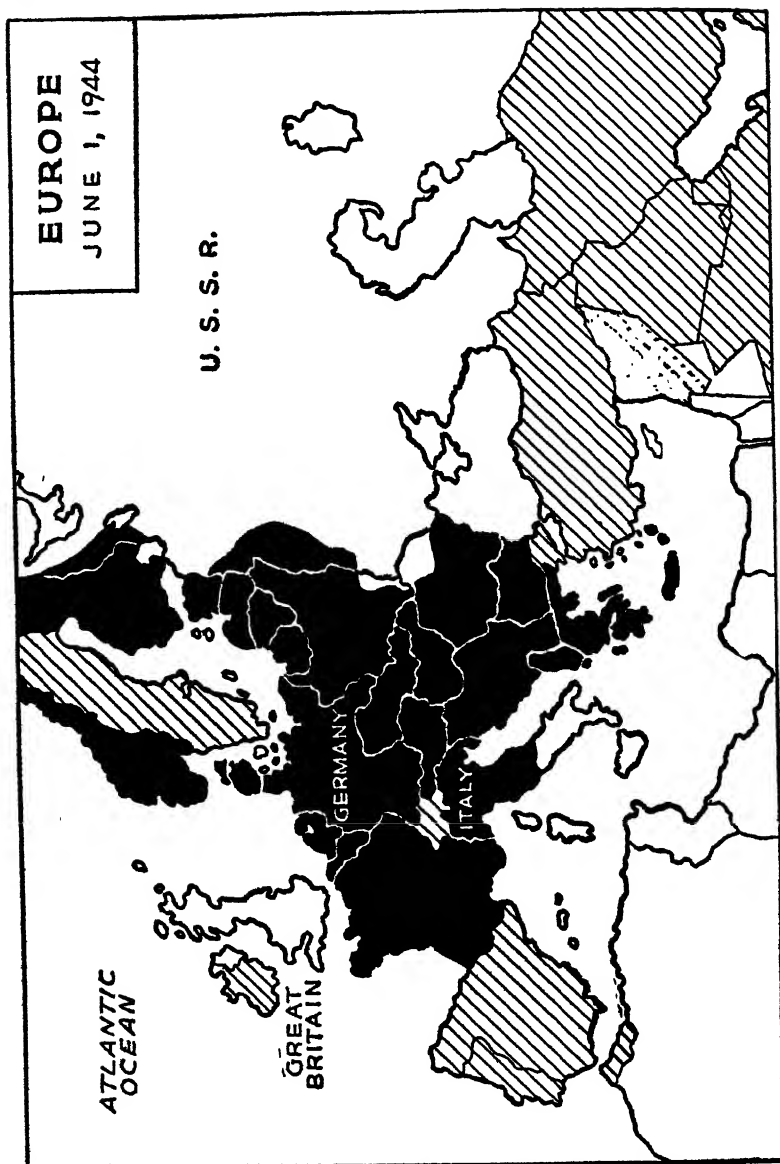 EUROPE
JUNE 1, 1944
U. S. S. R.
ATLANTIC
OCEAN
GREAT
BRITAIN
GERMANY
ITALY